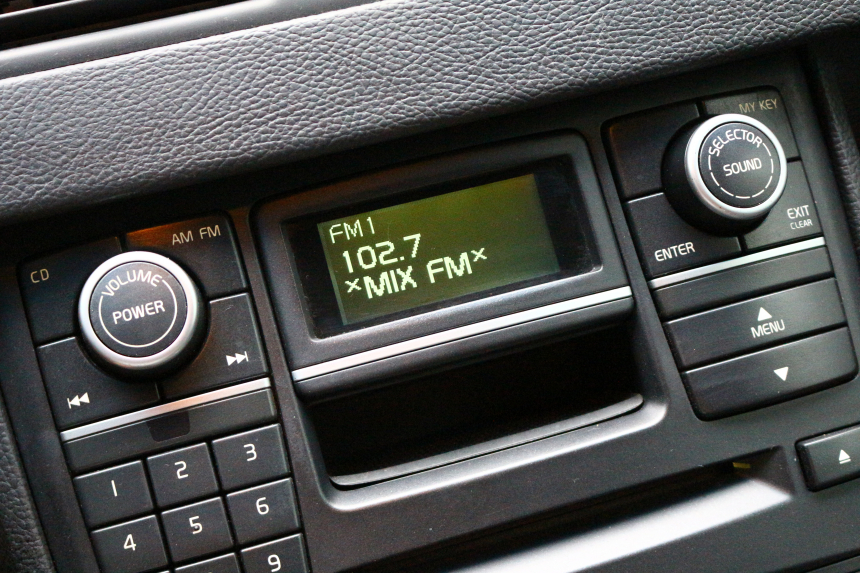 MY KEY
SELECTOR
SOUND
EXIT
CLEAR
ENTER
MENU
FM1
102.7
×MIX FM×
CD
AM FM
VOLUME
POWER
1 2 3
4 5 6
9